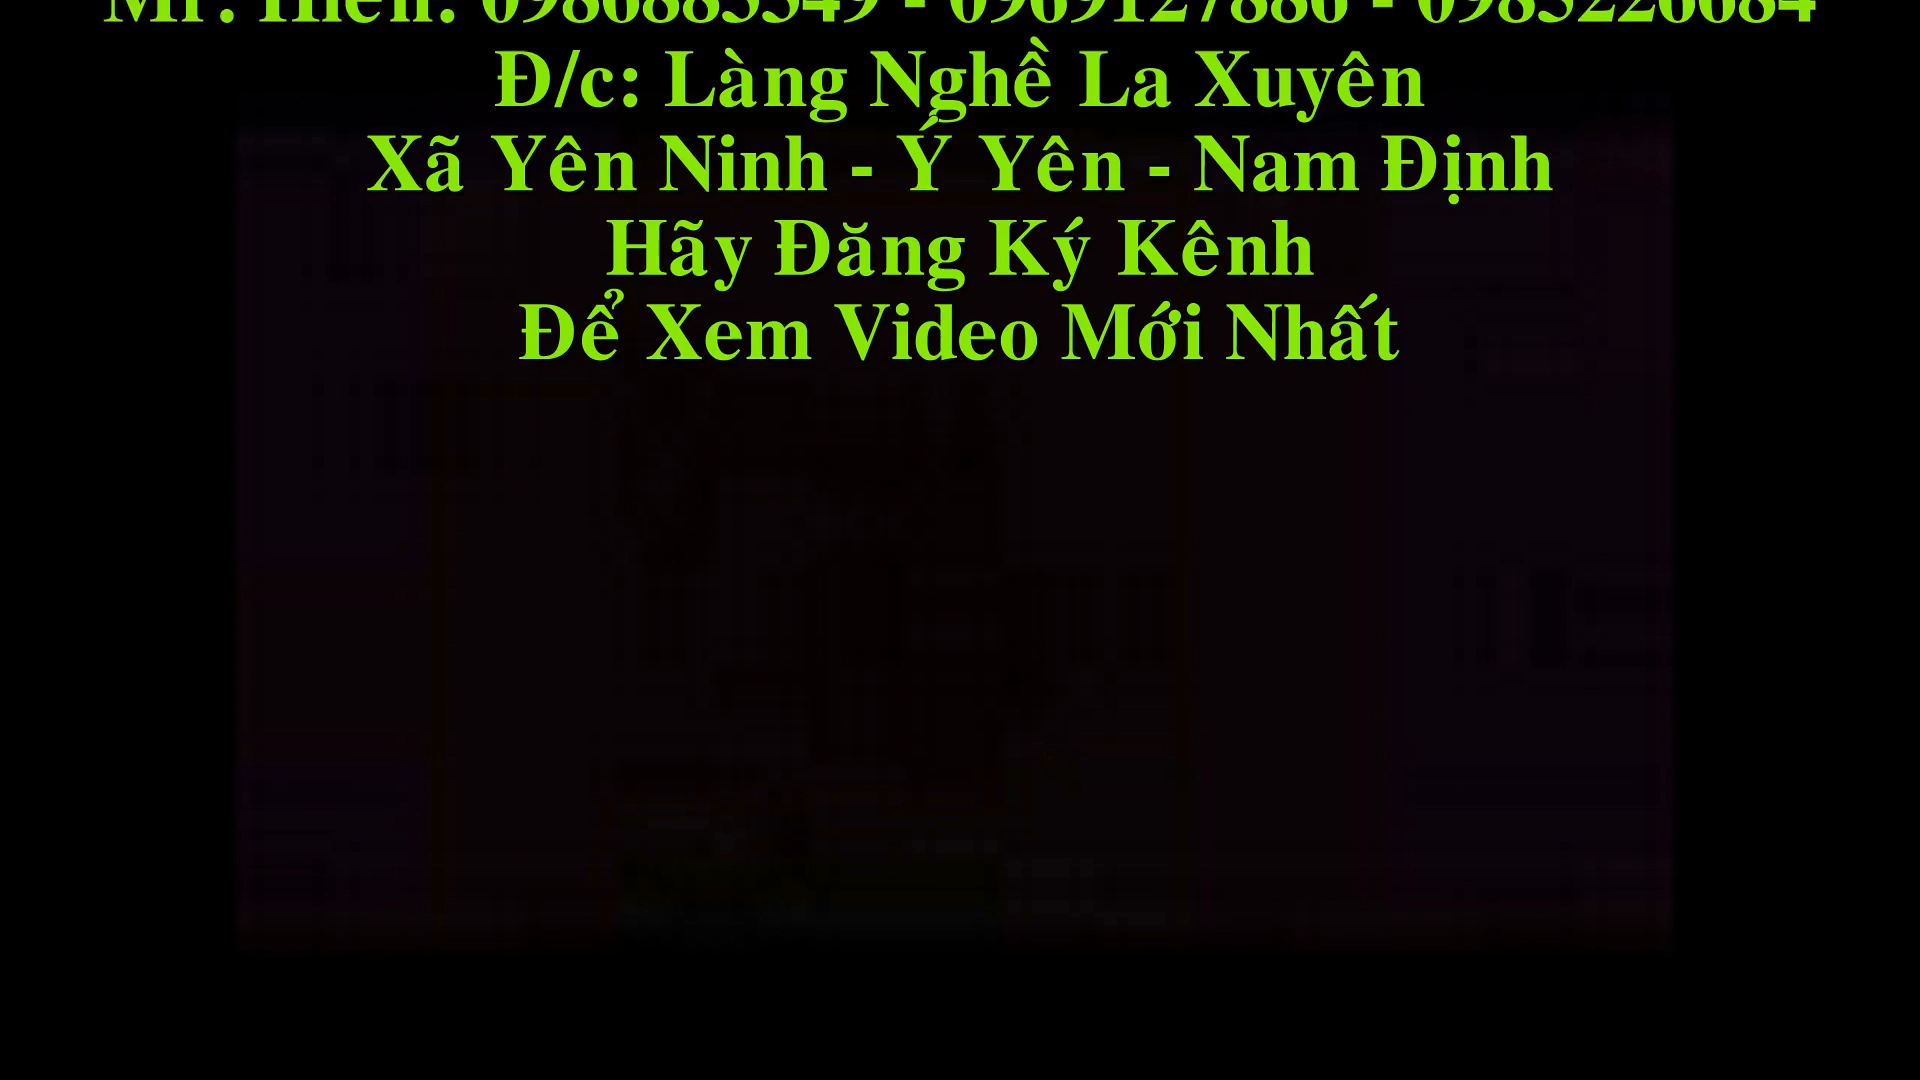 Đ/c: Làng Nghề La Xuyên
Xã Yên Ninh - Ý Yên - Nam Định
Hãy Đăng Ký Kênh
Để Xem Video Mới Nhất